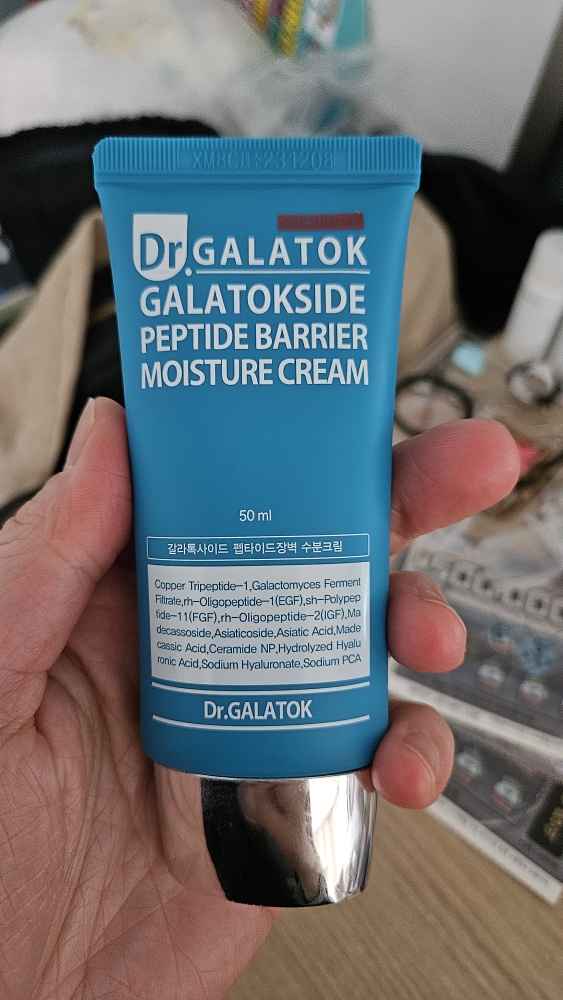 Dr.GALATOK
GALATOKSIDE
PEPTIDE BARRIER
MOISTURE CREAM
50 ml
갈라톡사이드 펩타이드장벽 수분크림
Copper Tripeptide-1,Galactomyces Ferment
Filtrate,rh-Oligopeptide-1(EGF),sh-Polypep
tide-11(FGF),rh-Oligopeptide-2(IGF),Ma
decassoside,Asiaticoside,Asiatic Acid,Made
cassic Acid,Ceramide NP,Hydrolyzed Hyalu
ronic Acid,Sodium Hyaluronate,Sodium PCA
Dr.GALATOK